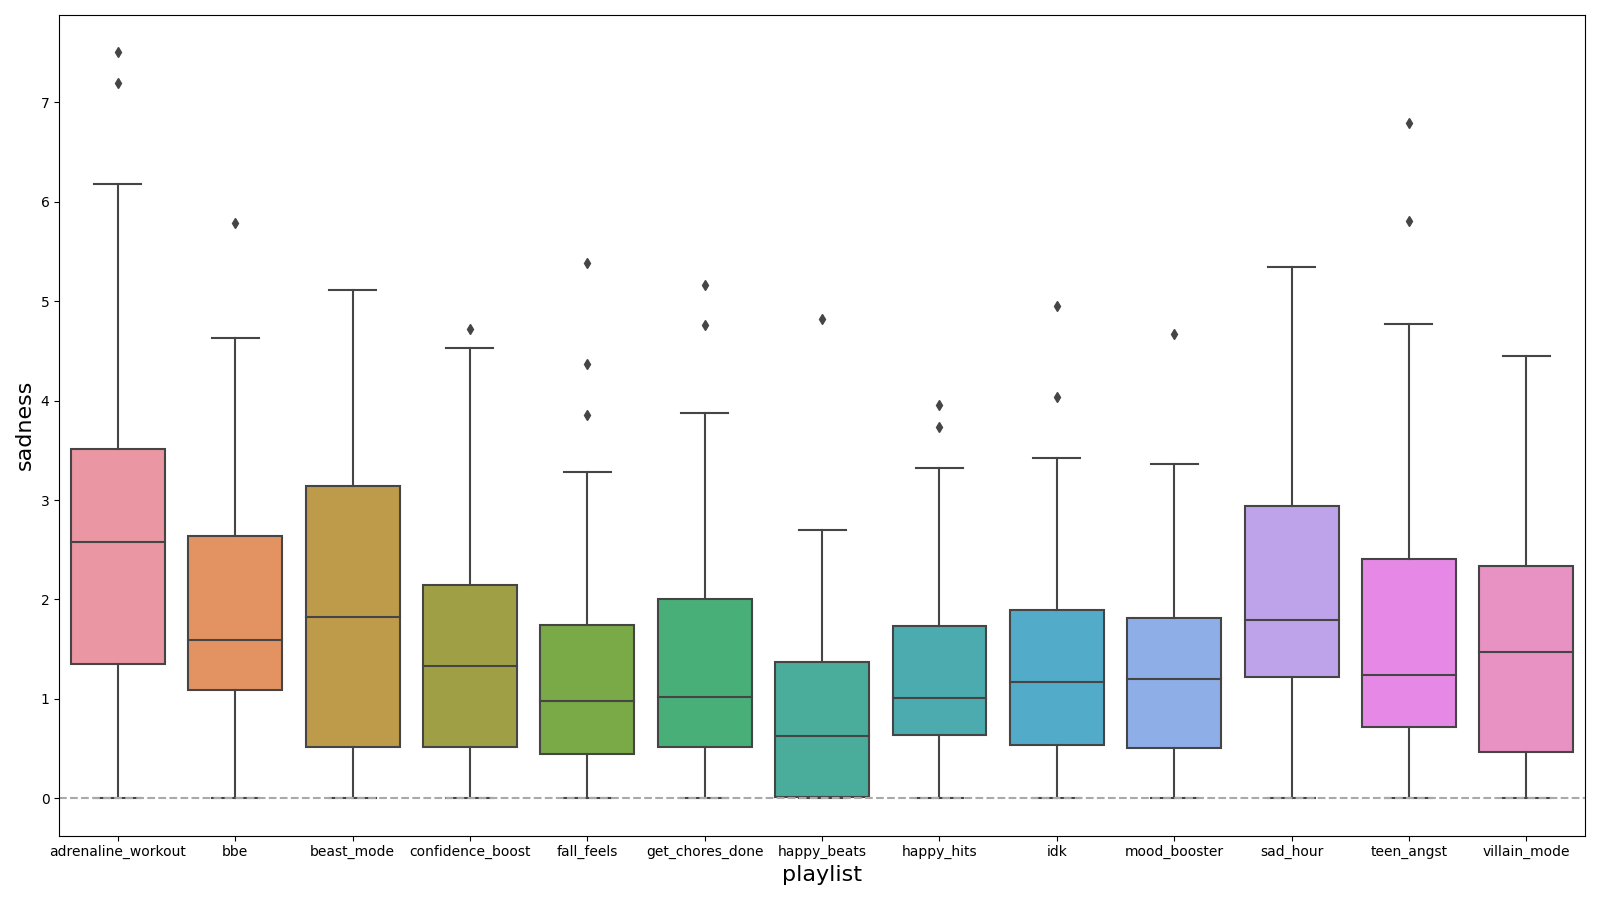 sadness
7
6
5
4
3
2
1
0
adrenaline_workout bbe beast_mode confidence_boost fall_feels get_chores_done happy_beats happy_hits idk mood_booster sad_hour teen_angst villain_mode
playlist